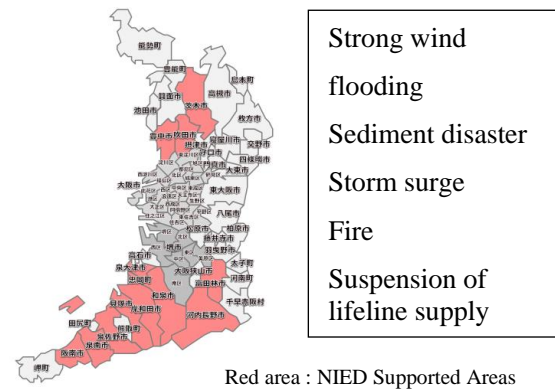 能勢町
豊能町
島本町
高槻市
茨木市
箕面市
池田市
枚方市
豊中市
吹田市
摂津市
寝屋川市
交野市
四條畷市
守口市
門真市
大東市
大阪市
東大阪市
八尾市
松原市
柏原市
藤井寺市
羽曳野市
堺市
高石市
太子町
泉大津市
大阪狭山市
河南町
忠岡町
富田林市
和泉市
千早赤阪村
貝塚市
岸和田市
河内長野市
田尻町
熊取町
泉佐野市
泉南市
阪南市
岬町
Strong wind
flooding
Sediment disaster
Storm surge
Fire
Suspension of
lifeline supply
Red area : NIED Supported Areas